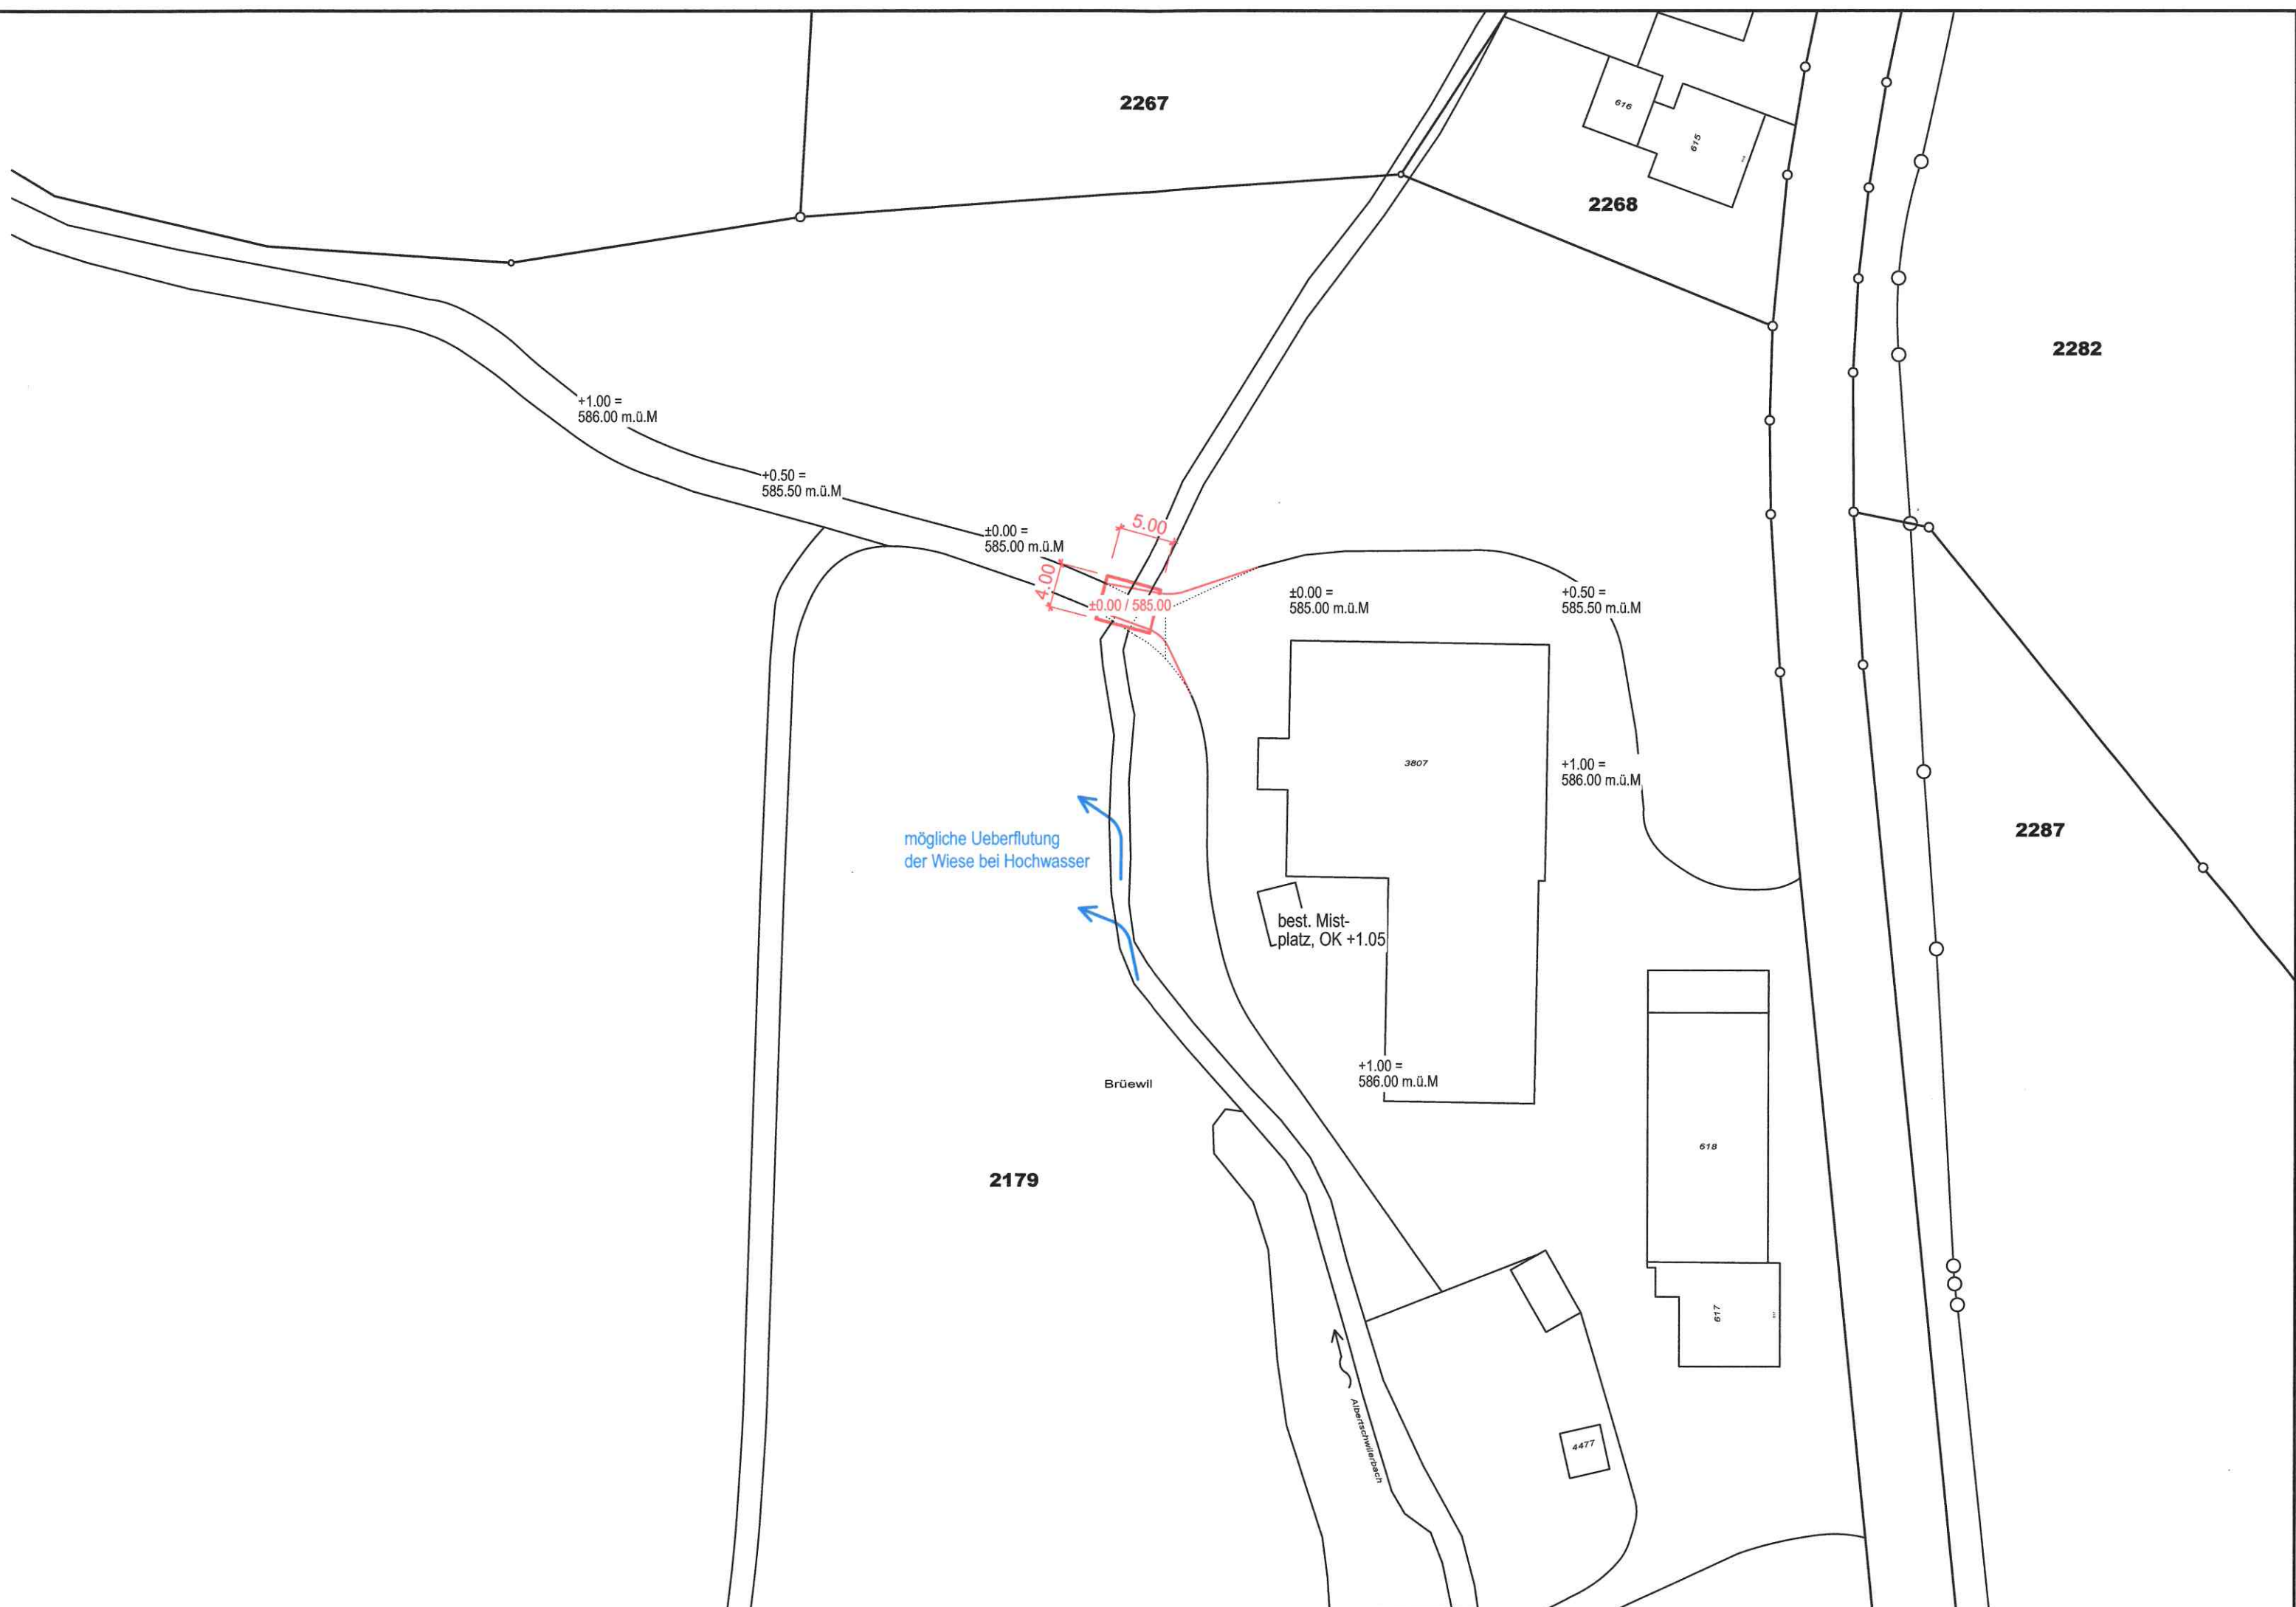 2267
616
615
2268
2282
+1.00 =
586.00 m.ü.M
+0.50 =
585.50 m.ü.M
±0.00 =
585.00 m.ü.M
5.00
4.00
±0.00 / 585.00
±0.00 =
585.00 m.ü.M
+0.50 =
585.50 m.ü.M
3807
+1.00 =
586.00 m.ü.M
mögliche Ueberflutung
der Wiese bei Hochwasser
2287
best. Mist-
platz, OK +1.05
+1.00 =
586.00 m.ü.M
Brüewil
618
2179
617
Albertschwilerbach
4477